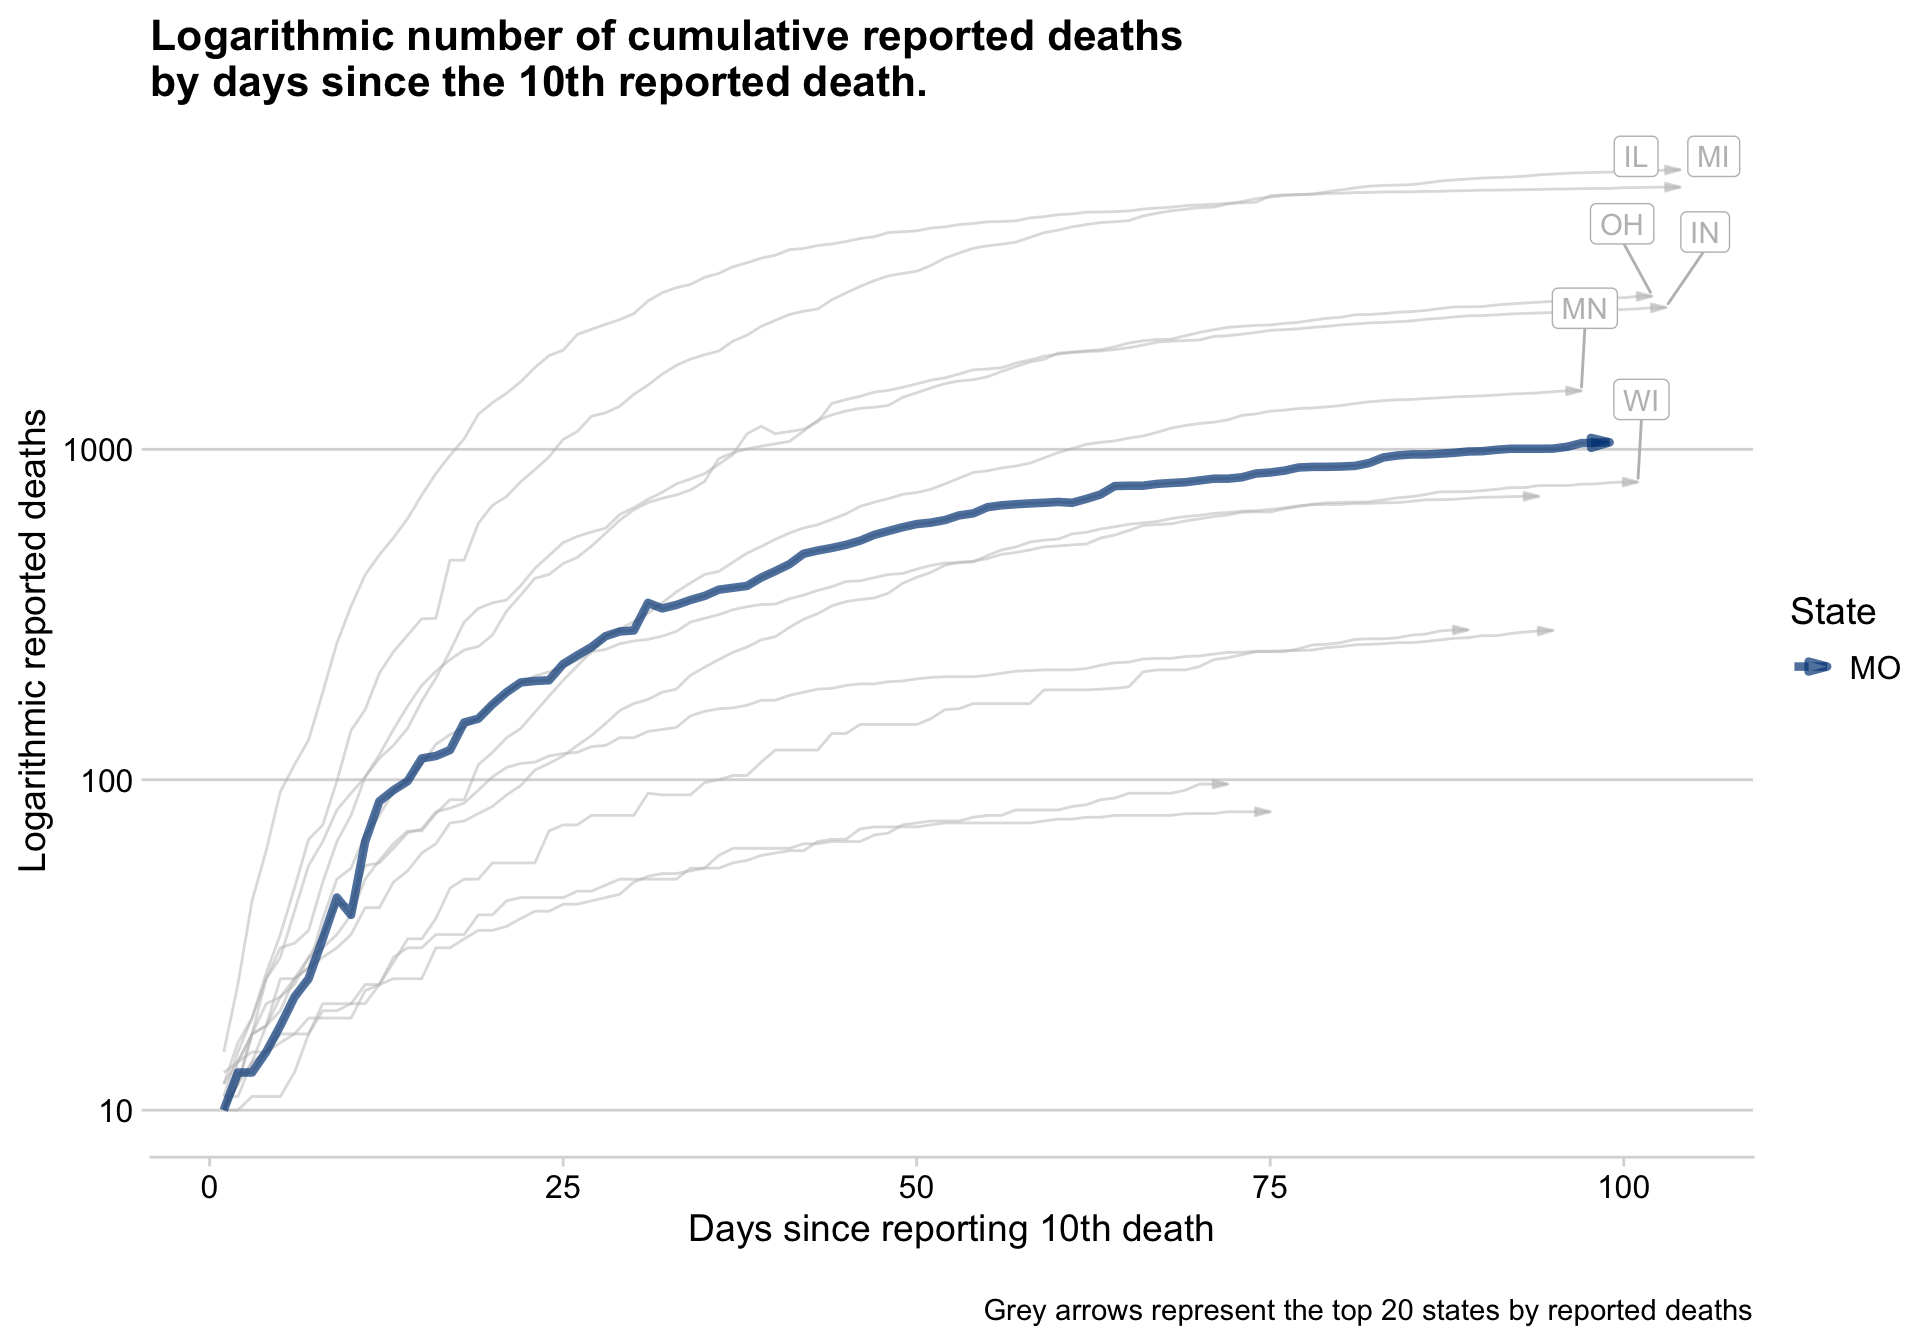 Logarithmic number of cumulative reported deaths
by days since the 10th reported death.
IL
MI
OH
IN
MN
WI
Logarithmic reported deaths
1000
100
10
State
MO
0
25
50
75
100
Days since reporting 10th death
Grey arrows represent the top 20 states by reported deaths